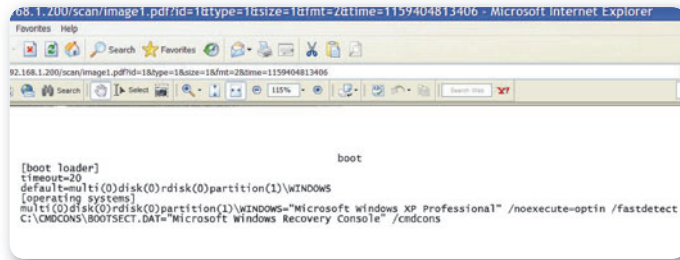 68.1.200/scan/image1.pdf?id=1&type=1&size=1&fmt=2&time=1159404813406 - Microsoft Internet Explorer
Favorites Help
Search Favorites
92.168.1.200/scan/image1.pdf?id=1&type=1&size=1&fmt=2&time=1159404813406
Search Select 115% Search Web Y!
boot
[boot loader]
timeout=20
default=multi(0)disk(0)rdisk(0)partition(1)\WINDOWS
[operating systems]
multi(0)disk(0)rdisk(0)partition(1)\WINDOWS="Microsoft Windows XP Professional" /noexecute=optin /fastdetect
C:\CMDCONS\BOOTSECT.DAT="Microsoft Windows Recovery Console" /cmdcons